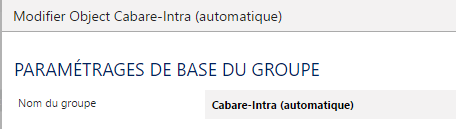 Modifier Object Cabare-Intra (automatique)
PARAMÉTRAGES DE BASE DU GROUPE
Nom du groupe Cabare-Intra (automatique)